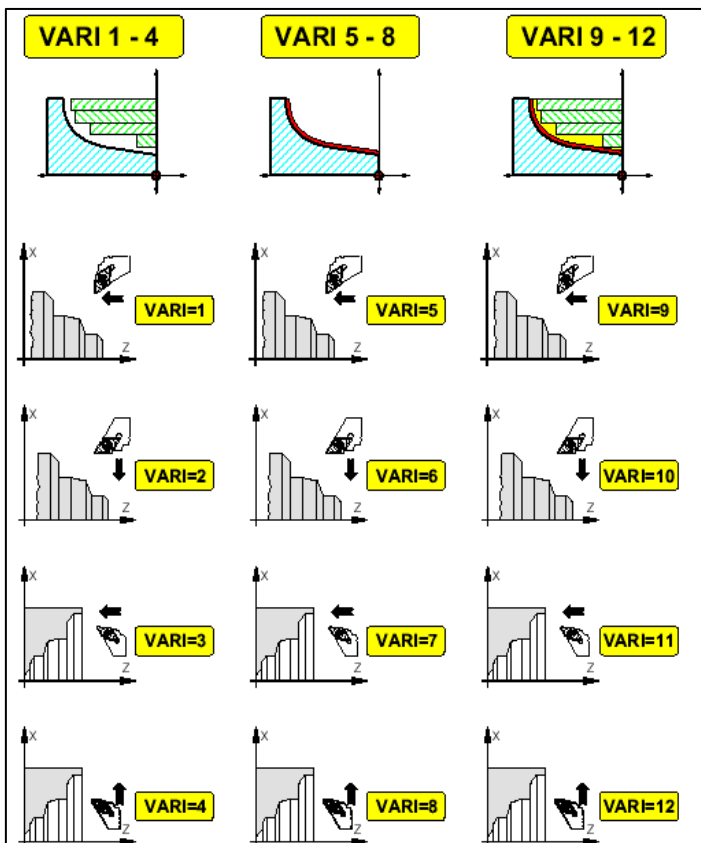 VARI 1 - 4 VARI 5 - 8 VARI 9 - 12
X X X
VARI=1 VARI=5 VARI=9
Z Z Z
X X X
VARI=2 VARI=6 VARI=10
Z Z Z
X X X
VARI=3 VARI=7 VARI=11
Z Z Z
X X X
VARI=4 VARI=8 VARI=12
Z Z Z